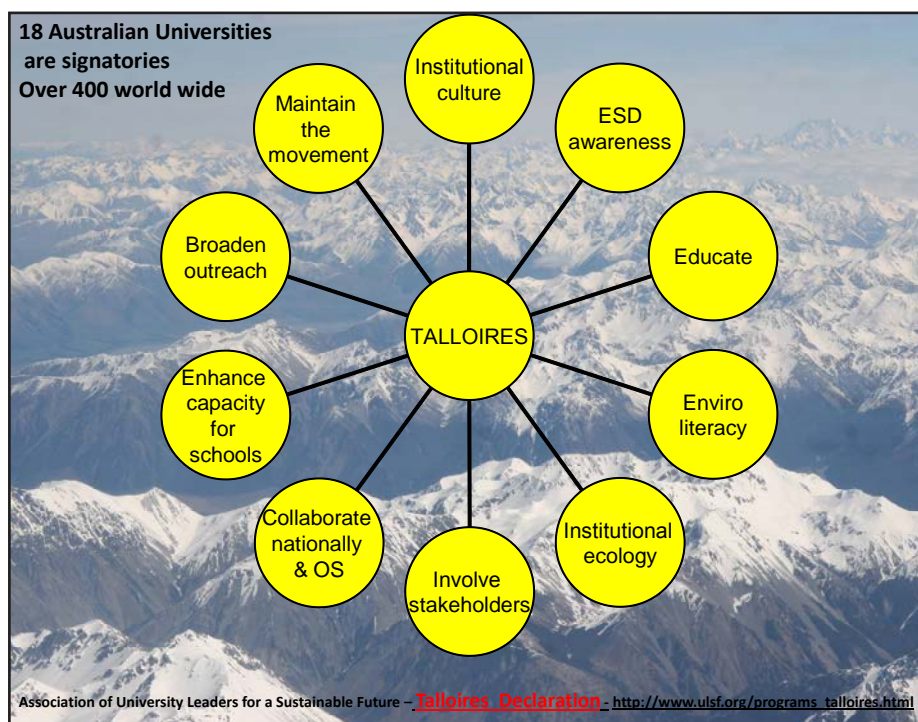 18 Australian Universities
are signatories
Over 400 world wide
Institutional
culture
ESD
awareness
Educate
Enviro
literacy
Institutional
ecology
Involve
stakeholders
Collaborate
nationally
& OS
Enhance
capacity
for
schools
Broaden
outreach
Maintain
the
movement
TALLOIRES
Association of University Leaders for a Sustainable Future – Talloires Declaration - http://www.ulsf.org/programs_talloires.html